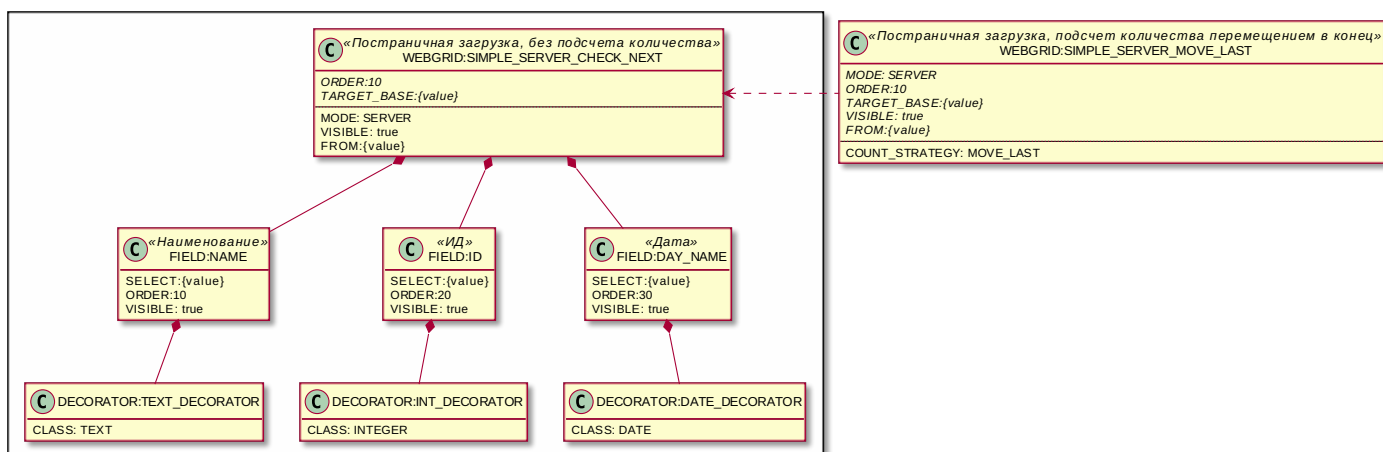 C «Постраничная загрузка, без подсчета количества»
WEBGRID:SIMPLE_SERVER_CHECK_NEXT
ORDER:10
TARGET_BASE:{value}
MODE: SERVER
VISIBLE: true
FROM:{value}
C «Постраничная загрузка, подсчет количества перемещением в конец»
WEBGRID:SIMPLE_SERVER_MOVE_LAST
MODE: SERVER
ORDER:10
TARGET_BASE:{value}
VISIBLE: true
FROM:{value}
COUNT_STRATEGY: MOVE_LAST
C «Наименование»
FIELD:NAME
SELECT:{value}
ORDER:10
VISIBLE: true
C «ИД»
FIELD:ID
SELECT:{value}
ORDER:20
VISIBLE: true
C «Дата»
FIELD:DAY_NAME
SELECT:{value}
ORDER:30
VISIBLE: true
C DECORATOR:TEXT_DECORATOR
CLASS: TEXT
C DECORATOR:INT_DECORATOR
CLASS: INTEGER
C DECORATOR:DATE_DECORATOR
CLASS: DATE